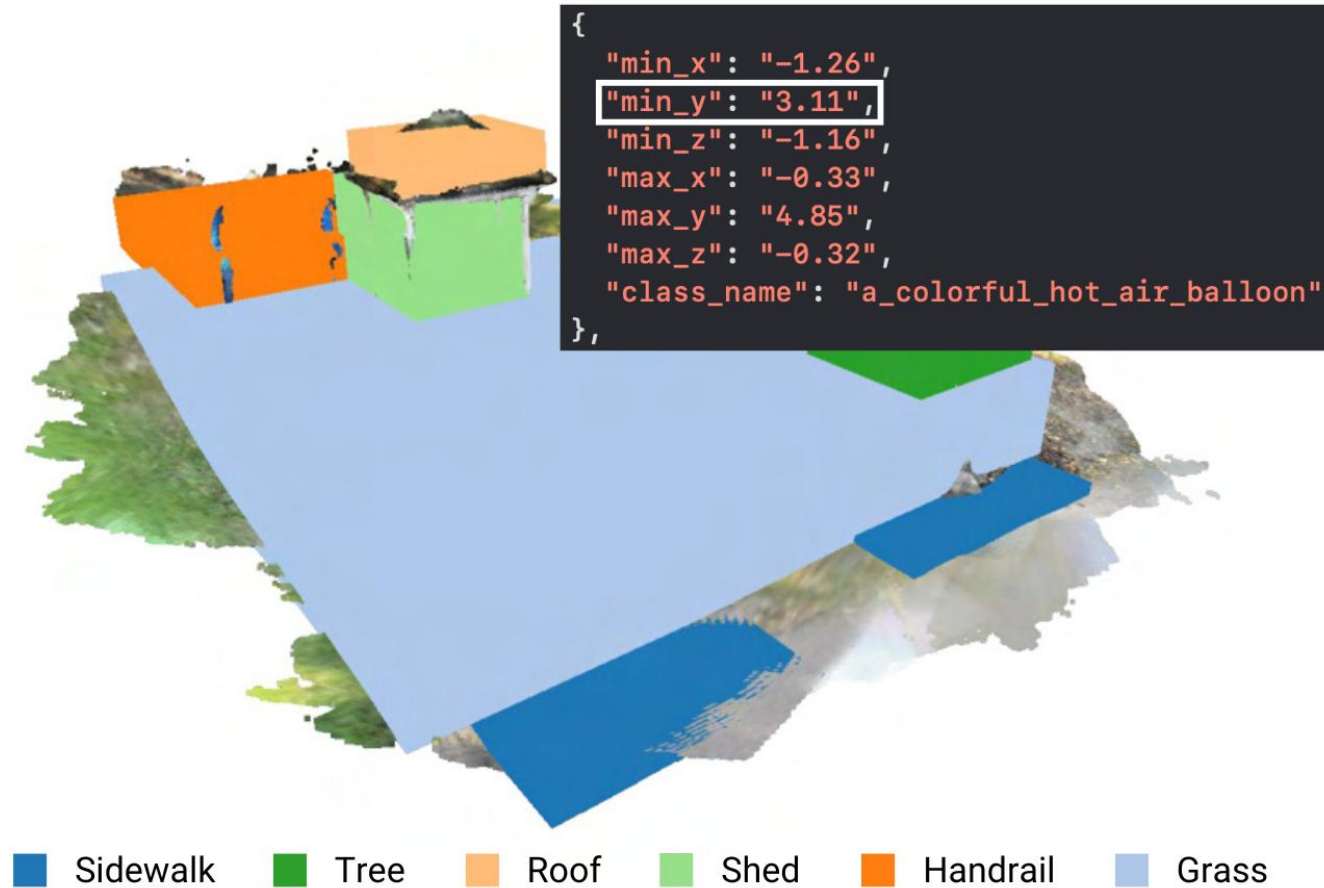 {
"min_x": "-1.26",
"min_y": "3.11",
"min_z": "-1.16",
"max_x": "-0.33",
"max_y": "4.85",
"max_z": "-0.32",
"class_name": "a_colorful_hot_air_balloon"
},
Sidewalk Tree Roof Shed Handrail Grass